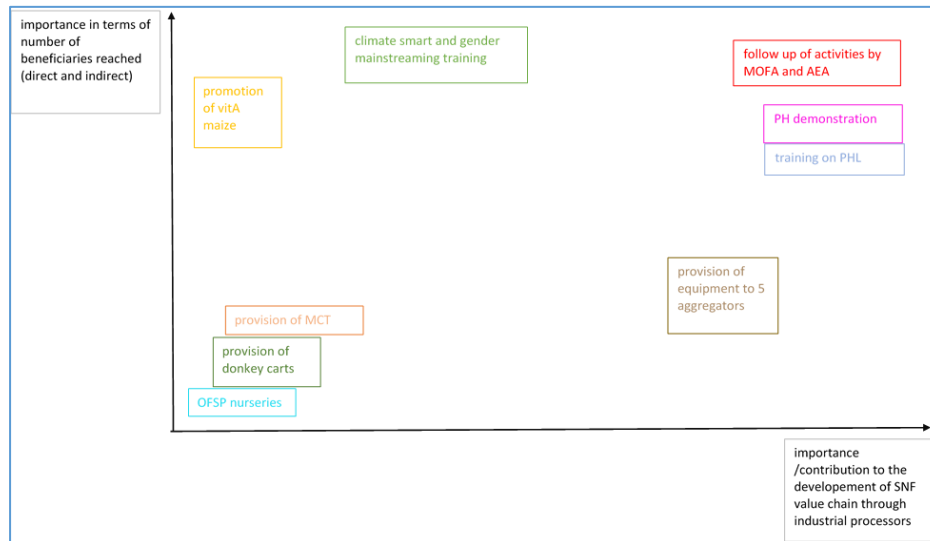 importance in terms of
number of
beneficiaries reached
(direct and indirect)
climate smart and gender
mainstreaming training
follow up of activities by
MOFA and AEA
promotion
of vitA
maize
PH demonstration
training on PHL
provision of
equipment to 5
aggregators
provision of MCT
provision of
donkey carts
OFSP nurseries
importance
/contribution to the
developement of SNF
value chain through
industrial processors